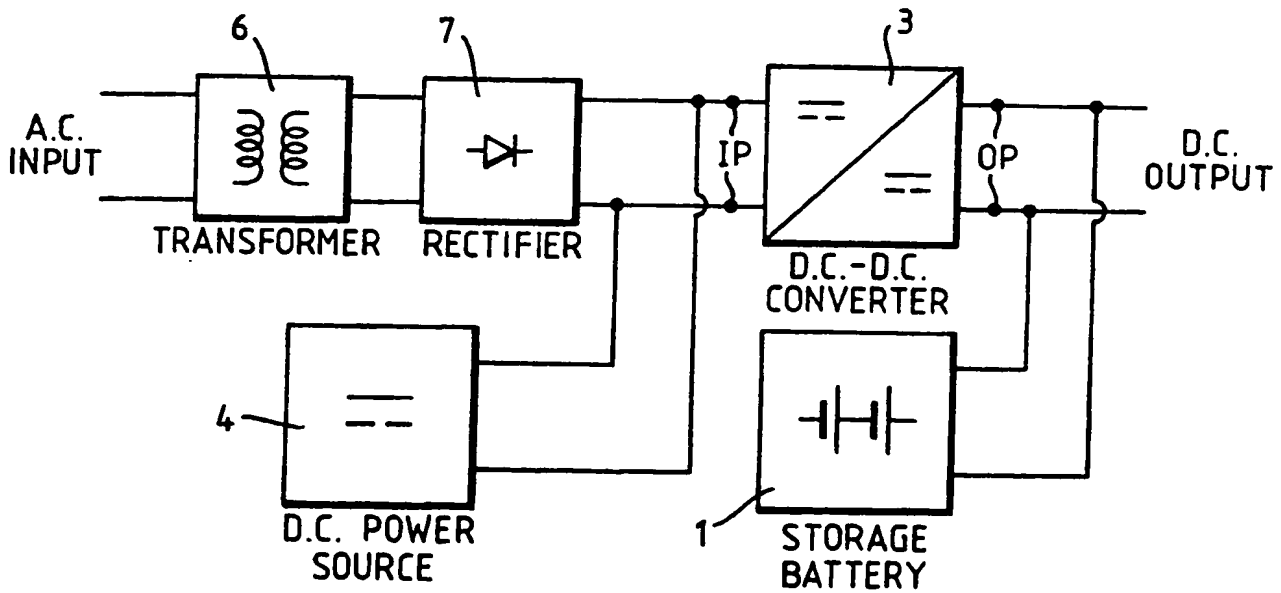 6
7
3
A.C.
INPUT
IP
OP
D.C.
OUTPUT
TRANSFORMER
RECTIFIER
D.C.-D.C.
CONVERTER
4
1
D.C. POWER
SOURCE
STORAGE
BATTERY